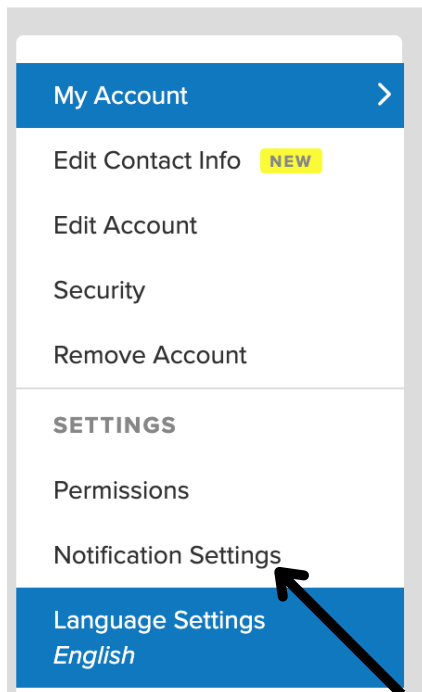 My Account
Edit Contact Info NEW
Edit Account
Security
Remove Account
SETTINGS
Permissions
Notification Settings
Language Settings
English